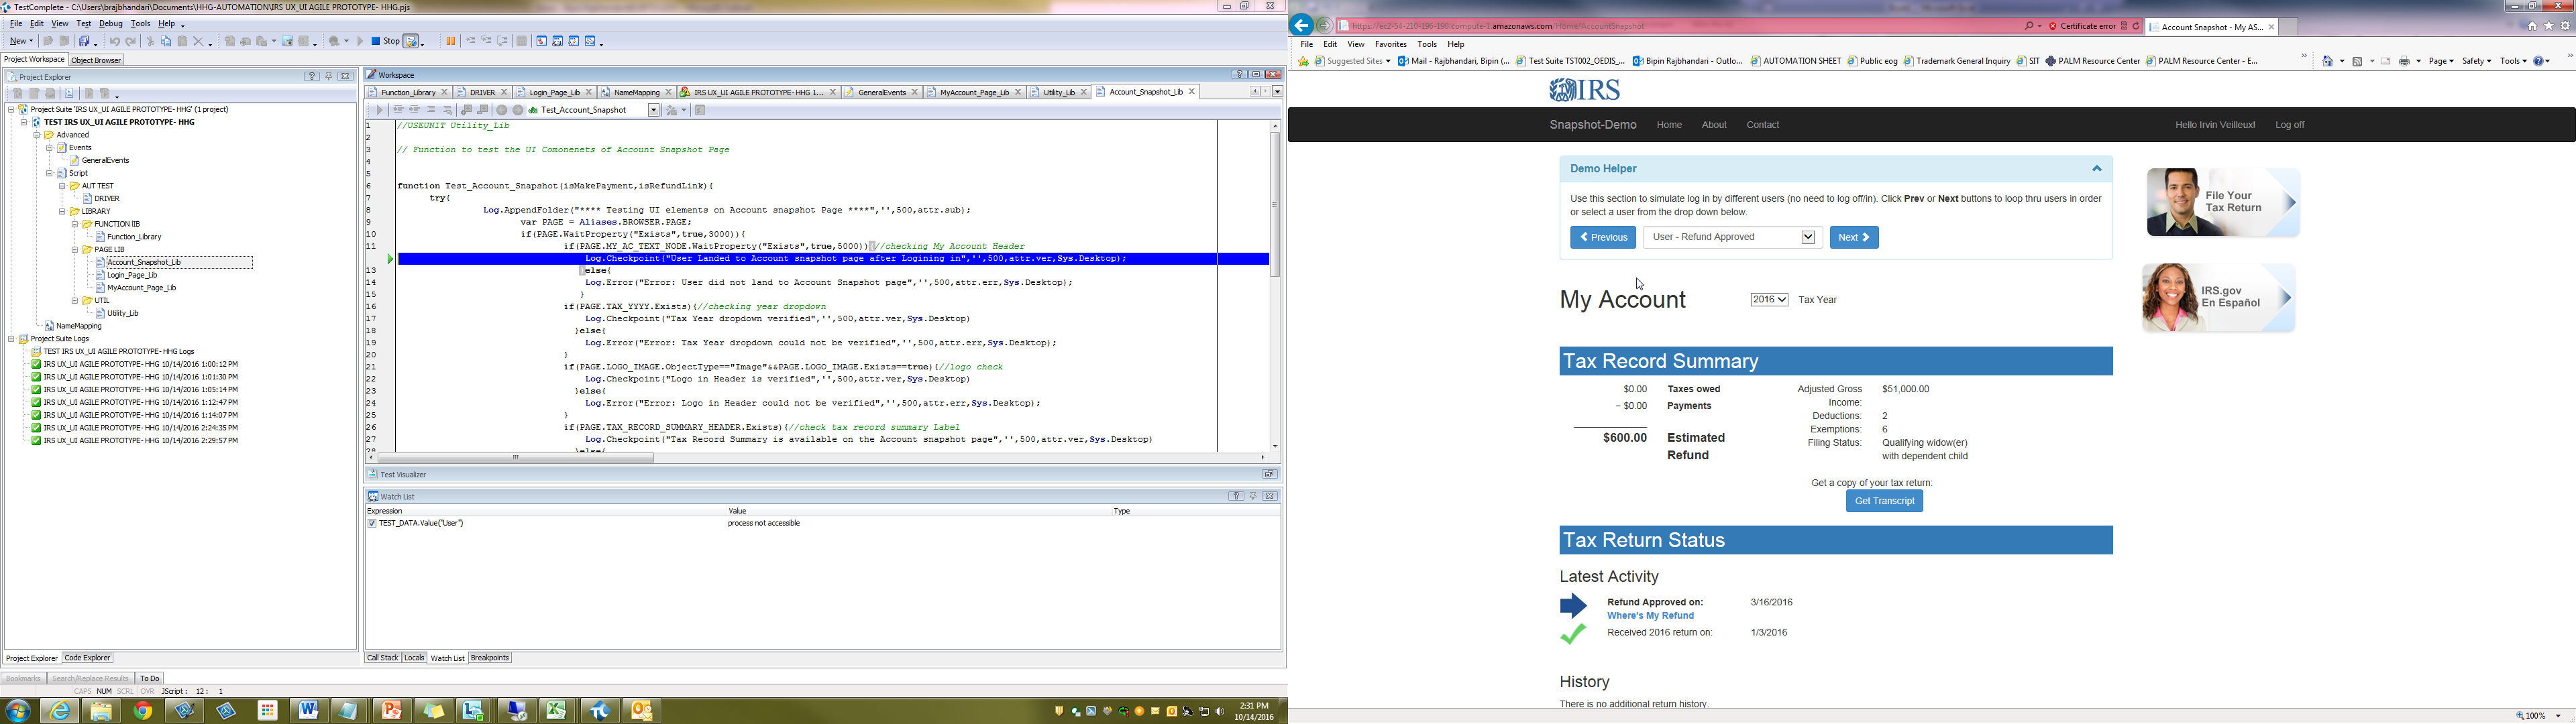 TestComplete - C:\Users\brajbhandari\Documents\HHG-AUTOMATION\IRS UX_UI AGILE PROTOTYPE- HHG.pjs
File Edit View Test Debug Tools Help
New Stop
Project Workspace Object Browser
Project Explorer
Project Suite 'IRS UX_UI AGILE PROTOTYPE-HHG' (1 project)
TEST IRS UX_UI AGILE PROTOTYPE- HHG
Advanced
Events
GeneralEvents
Script
AUT TEST
DRIVER
LIBRARY
FUNCTION IIB
Function_Library
PAGE LIB
Account_Snapshot_Lib
Login_Page_Lib
MyAccount_Page_Lib
UTIL
Utility_Lib
NameMapping
Project Suite Logs
TEST IRS UX_UI AGILE PROTOTYPE- HHG Logs
IRS UX_UI AGILE PROTOTYPE- HHG 10/14/2016 1:00:12 PM
IRS UX_UI AGILE PROTOTYPE- HHG 10/14/2016 1:01:30 PM
IRS UX_UI AGILE PROTOTYPE- HHG 10/14/2016 1:05:14 PM
IRS UX_UI AGILE PROTOTYPE- HHG 10/14/2016 1:12:47 PM
IRS UX_UI AGILE PROTOTYPE- HHG 10/14/2016 1:14:07 PM
IRS UX_UI AGILE PROTOTYPE- HHG 10/14/2016 2:24:35 PM
IRS UX_UI AGILE PROTOTYPE- HHG 10/14/2016 2:29:57 PM
Project Explorer Code Explorer
Workspace
Function_Library DRIVER Login_Page_Lib NameMapping IRS UX_UI AGILE PROTOTYPE- HHG 1... GeneralEvents MyAccount_Page_Lib Utility_Lib Account_Snapshot_Lib
Test_Account_Snapshot
1 //USEUNIT Utility_Lib
2
3 // Function to test the UI Comonenets of Account Snapshot Page
4
5
6 function Test_Account_Snapshot(isMakePayment,isRefundLink){
7 try{
8 Log.AppendFolder("**** Testing UI elements on Account snapshot Page ****",'',500,attr.sub);
9 var PAGE = Aliases.BROWSER.PAGE;
10 if(PAGE.WaitProperty("Exists",true,3000)){
11 if(PAGE.MY_AC_TEXT_NODE.WaitProperty("Exists",true,5000)){//checking My Account Header
Log.Checkpoint("User Landed to Account snapshot page after Logining in",'',500,attr.ver,Sys.Desktop);
13 }else{
14 Log.Error("Error: User did not land to Account Snapshot page",'',500,attr.err,Sys.Desktop);
15 }
16 if(PAGE.TAX_YYYY.Exists){//checking year dropdown
17 Log.Checkpoint("Tax Year dropdown verified",'',500,attr.ver,Sys.Desktop)
18 }else{
19 Log.Error("Error: Tax Year dropdown could not be verified",'',500,attr.err,Sys.Desktop);
20 }
21 if(PAGE.LOGO_IMAGE.ObjectType=="Image"&&PAGE.LOGO_IMAGE.Exists==true){//logo check
22 Log.Checkpoint("Logo in Header is verified",'',500,attr.ver,Sys.Desktop)
23 }else{
24 Log.Error("Error: Logo in Header could not be verified",'',500,attr.err,Sys.Desktop);
25 }
26 if(PAGE.TAX_RECORD_SUMMARY_HEADER.Exists){//check tax record summary Label
27 Log.Checkpoint("Tax Record Summary is available on the Account snapshot page",'',500,attr.ver,Sys.Desktop)
28 }else{
Test Visualizer
Watch List
Expression Value Type
TEST_DATA.Value("User") process not accessible
Call Stack Locals Watch List Breakpoints
Bookmarks Search/Replace Results To Do
CAPS NUM SCRL OVR JScript : 12 : 1
2:31 PM
10/14/2016
https://ec2-54-210-196-190.compute-1.amazonaws.com/Home/AccountSnapshot
Certificate error
Account Snapshot - My AS...
File Edit View Favorites Tools Help
Suggested Sites Mail - Rajbhandari, Bipin (... Test Suite TST002_OEDIS_... Bipin Rajbhandari - Outlo... AUTOMATION SHEET Public eog Trademark General Inquiry SIT PALM Resource Center PALM Resource Center - E...
Page Safety Tools
IRS
Snapshot-Demo Home About Contact Hello Irvin Veilleux! Log off
Demo Helper
Use this section to simulate log in by different users (no need to log off/in). Click Prev or Next buttons to loop thru users in order
or select a user from the drop down below.
Previous User - Refund Approved Next
File Your
Tax Return
IRS.gov
En Español
My Account 2016 Tax Year
Tax Record Summary
$0.00 Taxes owed
− $0.00 Payments
$600.00 Estimated
Refund
Adjusted Gross $51,000.00
Income:
Deductions: 2
Exemptions: 6
Filing Status: Qualifying widow(er)
with dependent child
Get a copy of your tax return:
Get Transcript
Tax Return Status
Latest Activity
Refund Approved on: 3/16/2016
Where's My Refund
Received 2016 return on: 1/3/2016
History
There is no additional return history.
100%